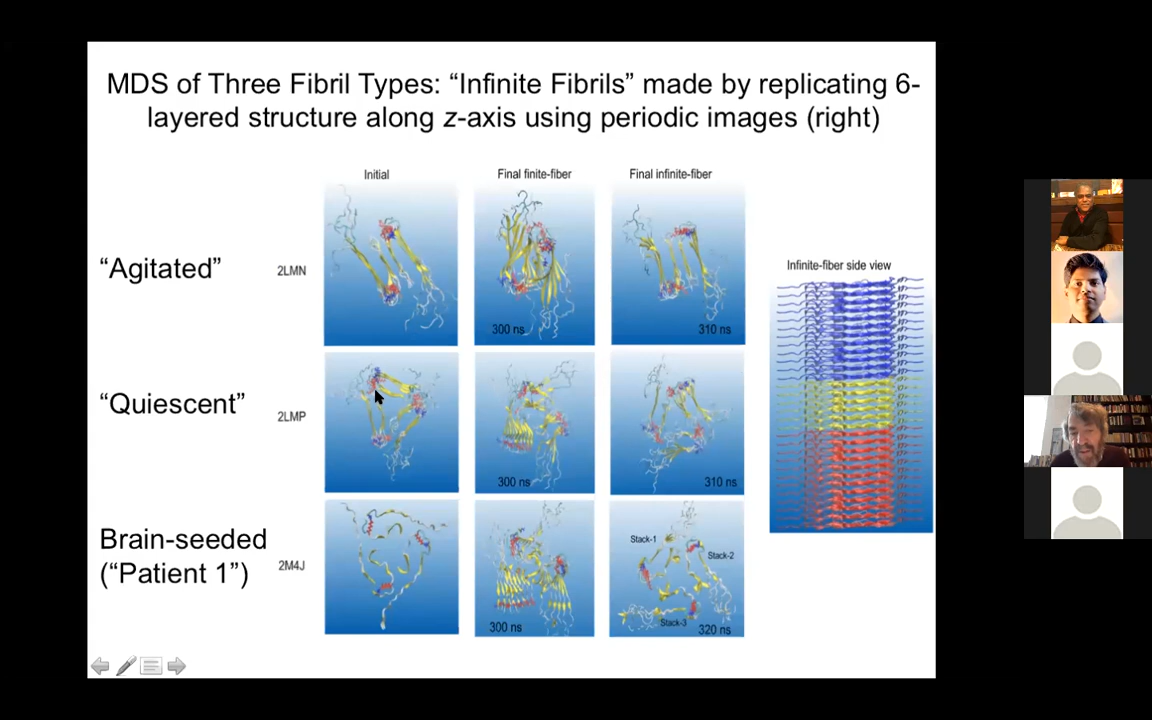 MDS of Three Fibril Types: “Infinite Fibrils” made by replicating 6-
layered structure along z-axis using periodic images (right)
Initial
Final finite-fiber
Final infinite-fiber
“Agitated”
2LMN
300 ns
310 ns
Infinite-fiber side view
“Quiescent”
2LMP
300 ns
310 ns
Brain-seeded
(“Patient 1”)
2M4J
300 ns
Stack-1
Stack-2
Stack-3
320 ns